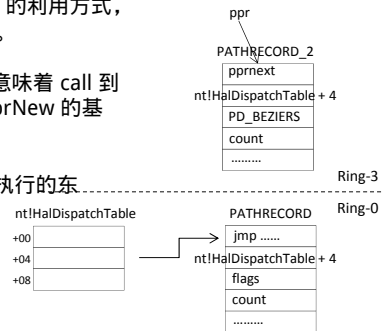 的利用方式，
。
意味着 call 到
prNew 的基
执行的东
ppr
PATHRECORD_2
pprnext
nt!HalDispatchTable + 4
PD_BEZIERS
count
………
Ring-3
Ring-0
nt!HalDispatchTable
+00
+04
+08
PATHRECORD
jmp ……
nt!HalDispatchTable + 4
flags
count
………